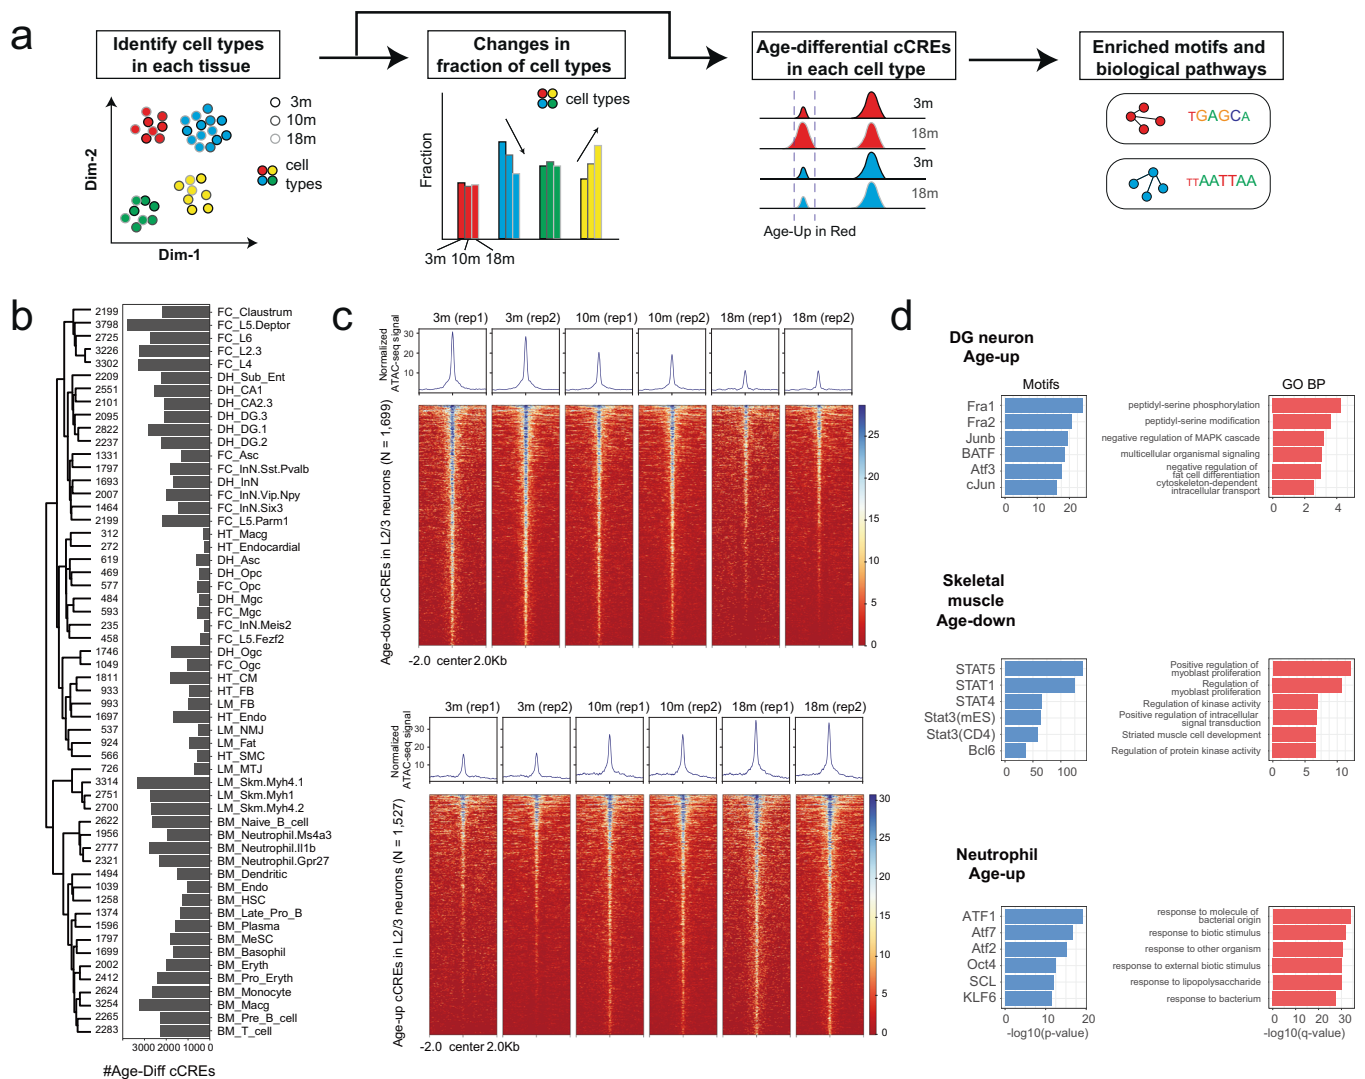 a
Identify cell types
in each tissue
Changes in
fraction of cell types
Age-differential cCREs
in each cell type
Enriched motifs and
biological pathways
3m
10m
18m
cell
types
Dim-2
Dim-1
cell types
Fraction
3m 10m 18m
3m
18m
3m
18m
Age-Up in Red
TGAGCA
TTAATTAA
b
2199 FC_Claustrum
3798 FC_L5.Deptor
2725 FC_L6
3226 FC_L2.3
3302 FC_L4
2209 DH_Sub_Ent
2551 DH_CA1
2101 DH_CA2.3
2095 DH_DG.3
2822 DH_DG.1
2237 DH_DG.2
1331 FC_Asc
1797 FC_InN.Sst.Pvalb
1693 DH_InN
2007 FC_InN.Vip.Npy
1464 FC_InN.Six3
2199 FC_L5.Parm1
312 HT_Macg
272 HT_Endocardial
619 DH_Asc
469 DH_Opc
577 FC_Opc
484 DH_Mgc
593 FC_Mgc
235 FC_InN.Meis2
458 FC_L5.Fezf2
1746 DH_Ogc
1049 FC_Ogc
1811 HT_CM
933 HT_FB
993 LM_FB
1697 HT_Endo
537 LM_NMJ
924 LM_Fat
566 HT_SMC
726 LM_MTJ
3314 LM_Skm.Myh4.1
2751 LM_Skm.Myh1
2700 LM_Skm.Myh4.2
2622 BM_Naive_B_cell
1956 BM_Neutrophil.Ms4a3
2777 BM_Neutrophil.Il1b
2321 BM_Neutrophil.Gpr27
1494 BM_Dendritic
1039 BM_Endo
1258 BM_HSC
1374 BM_Late_Pro_B
1596 BM_Plasma
1797 BM_MeSC
1699 BM_Basophil
2002 BM_Eryth
2412 BM_Pro_Eryth
2624 BM_Monocyte
3254 BM_Macg
2265 BM_Pre_B_cell
2283 BM_T_cell
3000 2000 1000 0
#Age-Diff cCREs
c
3m (rep1) 3m (rep2) 10m (rep1) 10m (rep2) 18m (rep1) 18m (rep2)
Normalized
ATAC-seq signal
30
20
10
Age-down cCREs in L2/3 neurons (N = 1,699)
25
20
15
10
5
0
-2.0 center 2.0Kb
3m (rep1) 3m (rep2) 10m (rep1) 10m (rep2) 18m (rep1) 18m (rep2)
Normalized
ATAC-seq signal
30
20
10
Age-up cCREs in L2/3 neurons (N = 1,527)
30
25
20
15
10
5
0
-2.0 center 2.0Kb
d
DG neuron
Age-up
Motifs
Fra1
Fra2
Junb
BATF
Atf3
cJun
0 10 20
GO BP
peptidyl-serine phosphorylation
peptidyl-serine modification
negative regulation of MAPK cascade
multicellular organismal signaling
negative regulation of
fat cell differentiation
cytoskeleton-dependent
intracellular transport
0 2 4
Skeletal
muscle
Age-down
STAT5
STAT1
STAT4
Stat3(mES)
Stat3(CD4)
Bcl6
0 50 100
Positive regulation of
myoblast proliferation
Regulation of
myoblast proliferation
Regulation of kinase activity
Positive regulation of intracellular
signal transduction
Striated muscle cell development
Regulation of protein kinase activity
0 5 10
Neutrophil
Age-up
ATF1
Atf7
Atf2
Oct4
SCL
KLF6
0 10 20
-log10(p-value)
response to molecule of
bacterial origin
response to biotic stimulus
response to other organism
response to external biotic stimulus
response to lipopolysaccharide
response to bacterium
0 10 20 30
-log10(q-value)